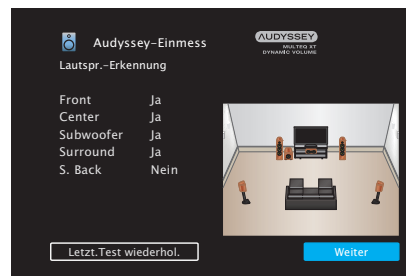 Audyssey-Einmess
AUDYSSEY
MULTEQ XT
DYNAMIC VOLUME
Lautspr.-Erkennung
Front Ja
Center Ja
Subwoofer Ja
Surround Ja
S. Back Nein
Letzt.Test wiederhol.
Weiter